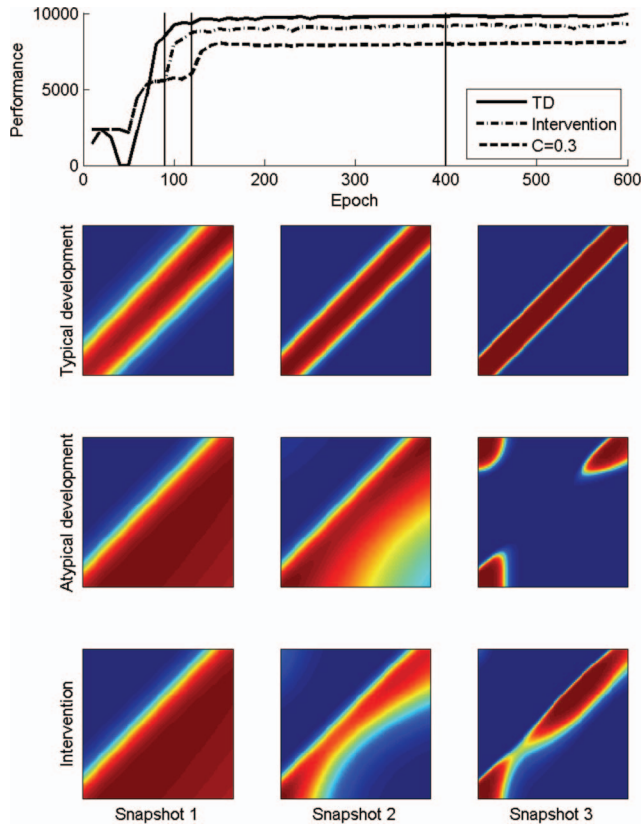 10000
5000
0
Performance
0 100 200 300 400 500 600
Epoch
TD
Intervention
C=0.3
Typical development
Atypical development
Intervention
Snapshot 1 Snapshot 2 Snapshot 3